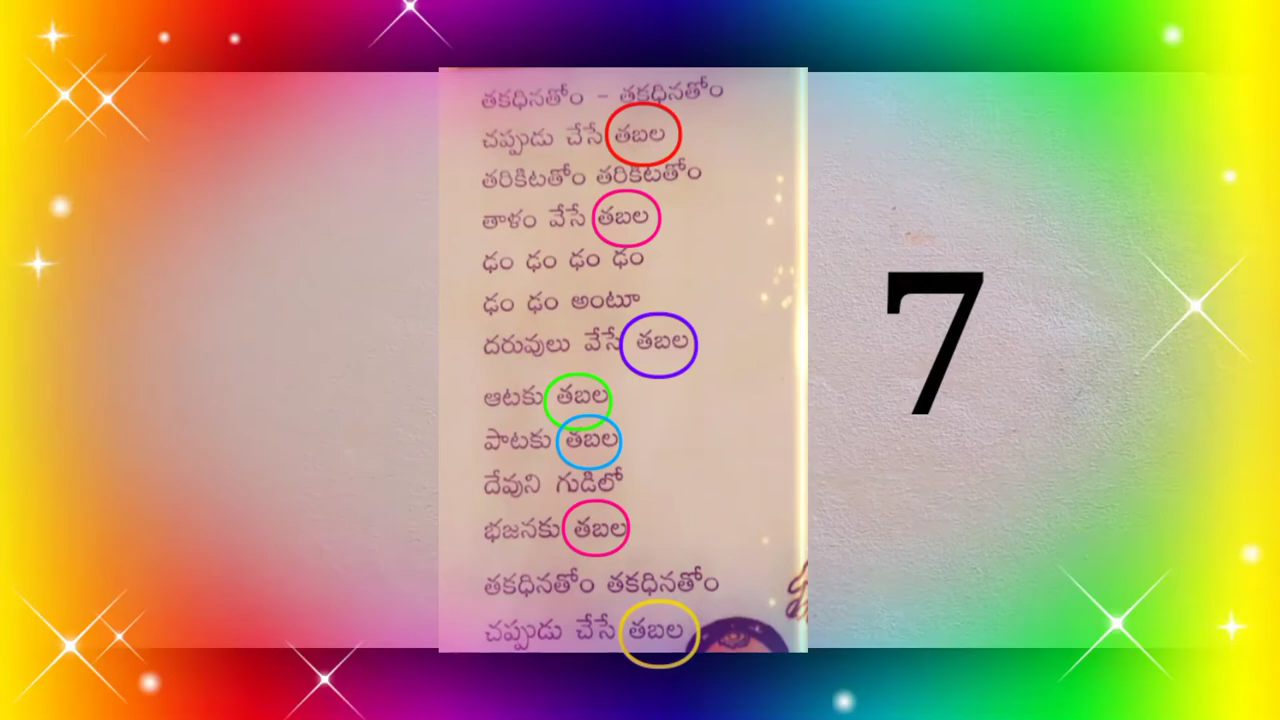 తకధినతోం - తకధినతోం
చప్పుడు చేసే తబల
తరికిటతోం తరికిటతోం
తాళం వేసే తబల
ఢం ఢం ఢం ఢం
ఢం ఢం అంటూ
దరువులు వేసే తబల
ఆటకు తబల
పాటకు తబల
దేవుని గుడిలో
భజనకు తబల
తకధినతోం తకధినతోం
చప్పుడు చేసే తబల
7